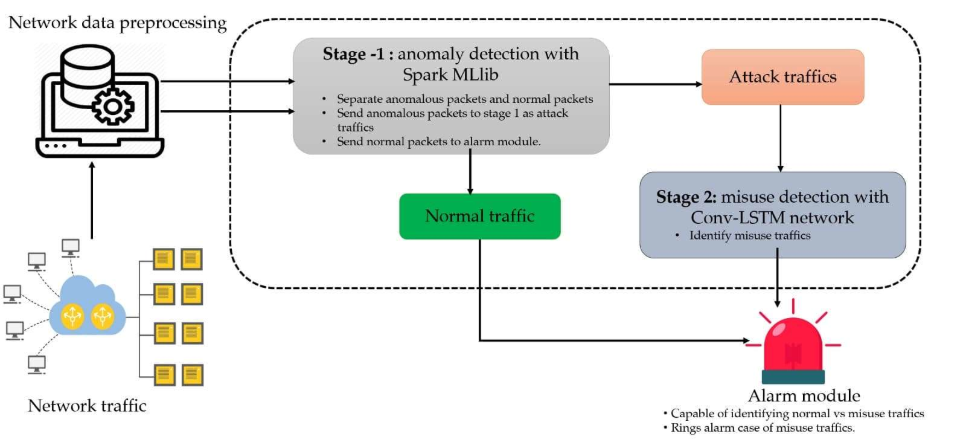 Network data preprocessing
Stage -1 : anomaly detection with
Spark MLlib
• Separate anomalous packets and normal packets
• Send anomalous packets to stage 1 as attack
traffics
• Send normal packets to alarm module.
Attack traffics
Normal traffic
Stage 2: misuse detection with
Conv-LSTM network
• Identify misuse traffics
Network traffic
Alarm module
• Capable of identifying normal vs misuse traffics
• Rings alarm case of misuse traffics.